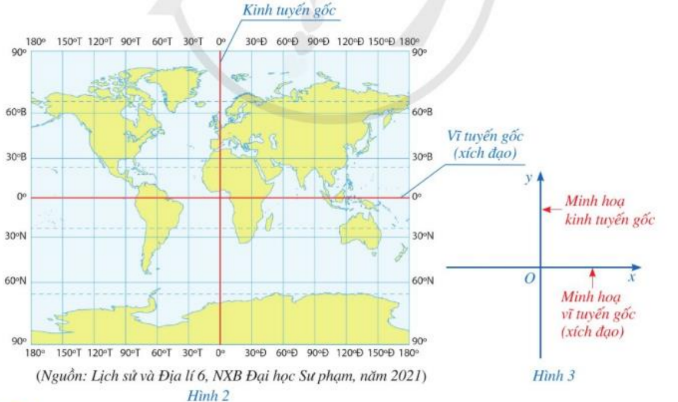 Kinh tuyến gốc
180° 150°T 120°T 90°T 60°T 30°T 0° 30°Đ 60°Đ 90°Đ 120°Đ 150°Đ 180°
90° 90°
60°B 60°B
30°B 30°B
0° 0°
30°N 30°N
60°N 60°N
90° 90°
180° 150°T 120°T 90°T 60°T 30°T 0° 30°Đ 60°Đ 90°Đ 120°Đ 150°Đ 180°
Vĩ tuyến gốc
(xích đạo)
y
Minh hoạ
kinh tuyến gốc
O
x
Minh hoạ
vĩ tuyến gốc
(xích đạo)
(Nguồn: Lịch sử và Địa lí 6, NXB Đại học Sư phạm, năm 2021)
Hình 2
Hình 3